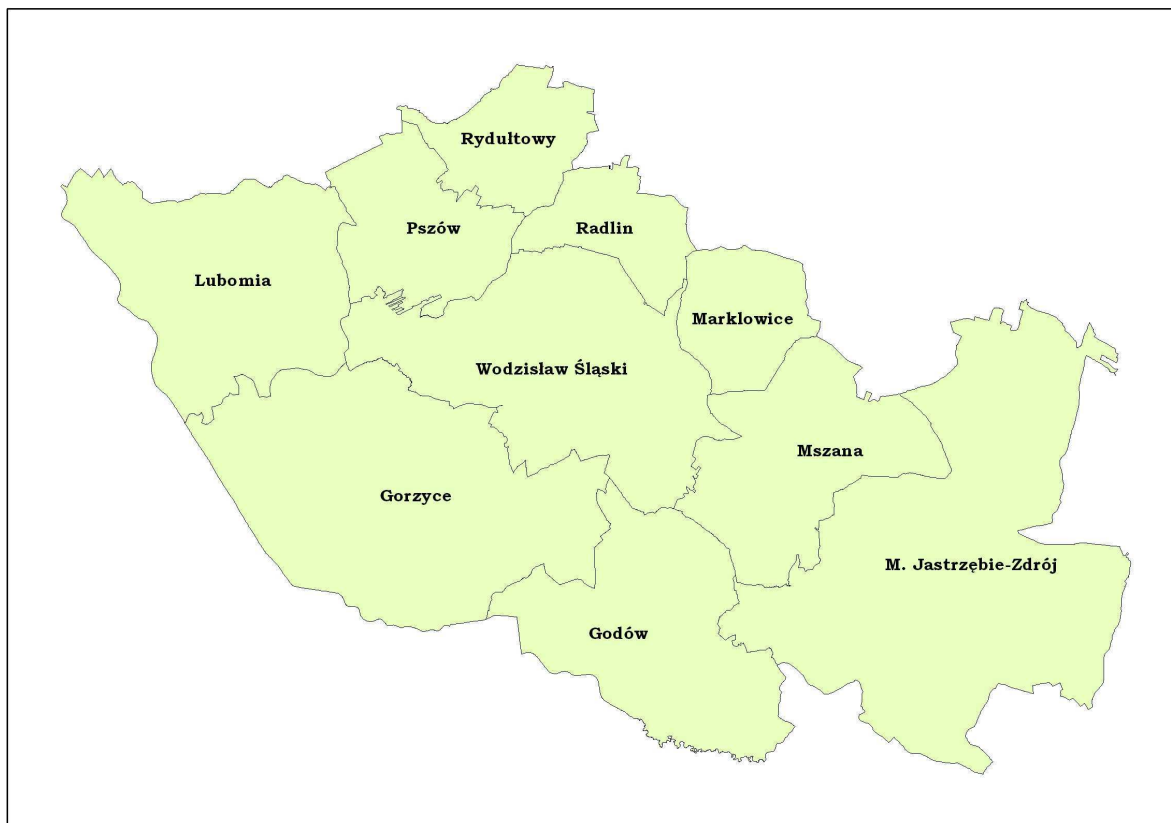 Rydułtowy
Pszów
Radlin
Lubomia
Marklowice
Wodzisław Śląski
Mszana
Gorzyce
M. Jastrzębie-Zdrój
Godów